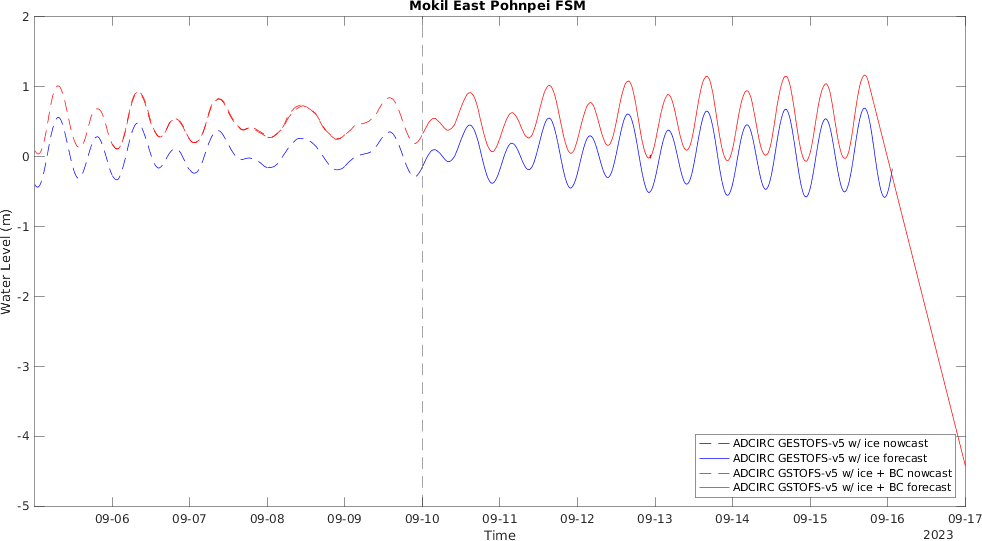 Mokil East Pohnpei FSM
2
1
0
-1
-2
-3
-4
-5
Water Level (m)
ADCIRC GESTOFS-v5 w/ ice nowcast
ADCIRC GESTOFS-v5 w/ ice forecast
ADCIRC GSTOFS-v5 w/ ice + BC nowcast
ADCIRC GSTOFS-v5 w/ ice + BC forecast
09-06 09-07 09-08 09-09 09-10 09-11 09-12 09-13 09-14 09-15 09-16 09-17
Time
2023